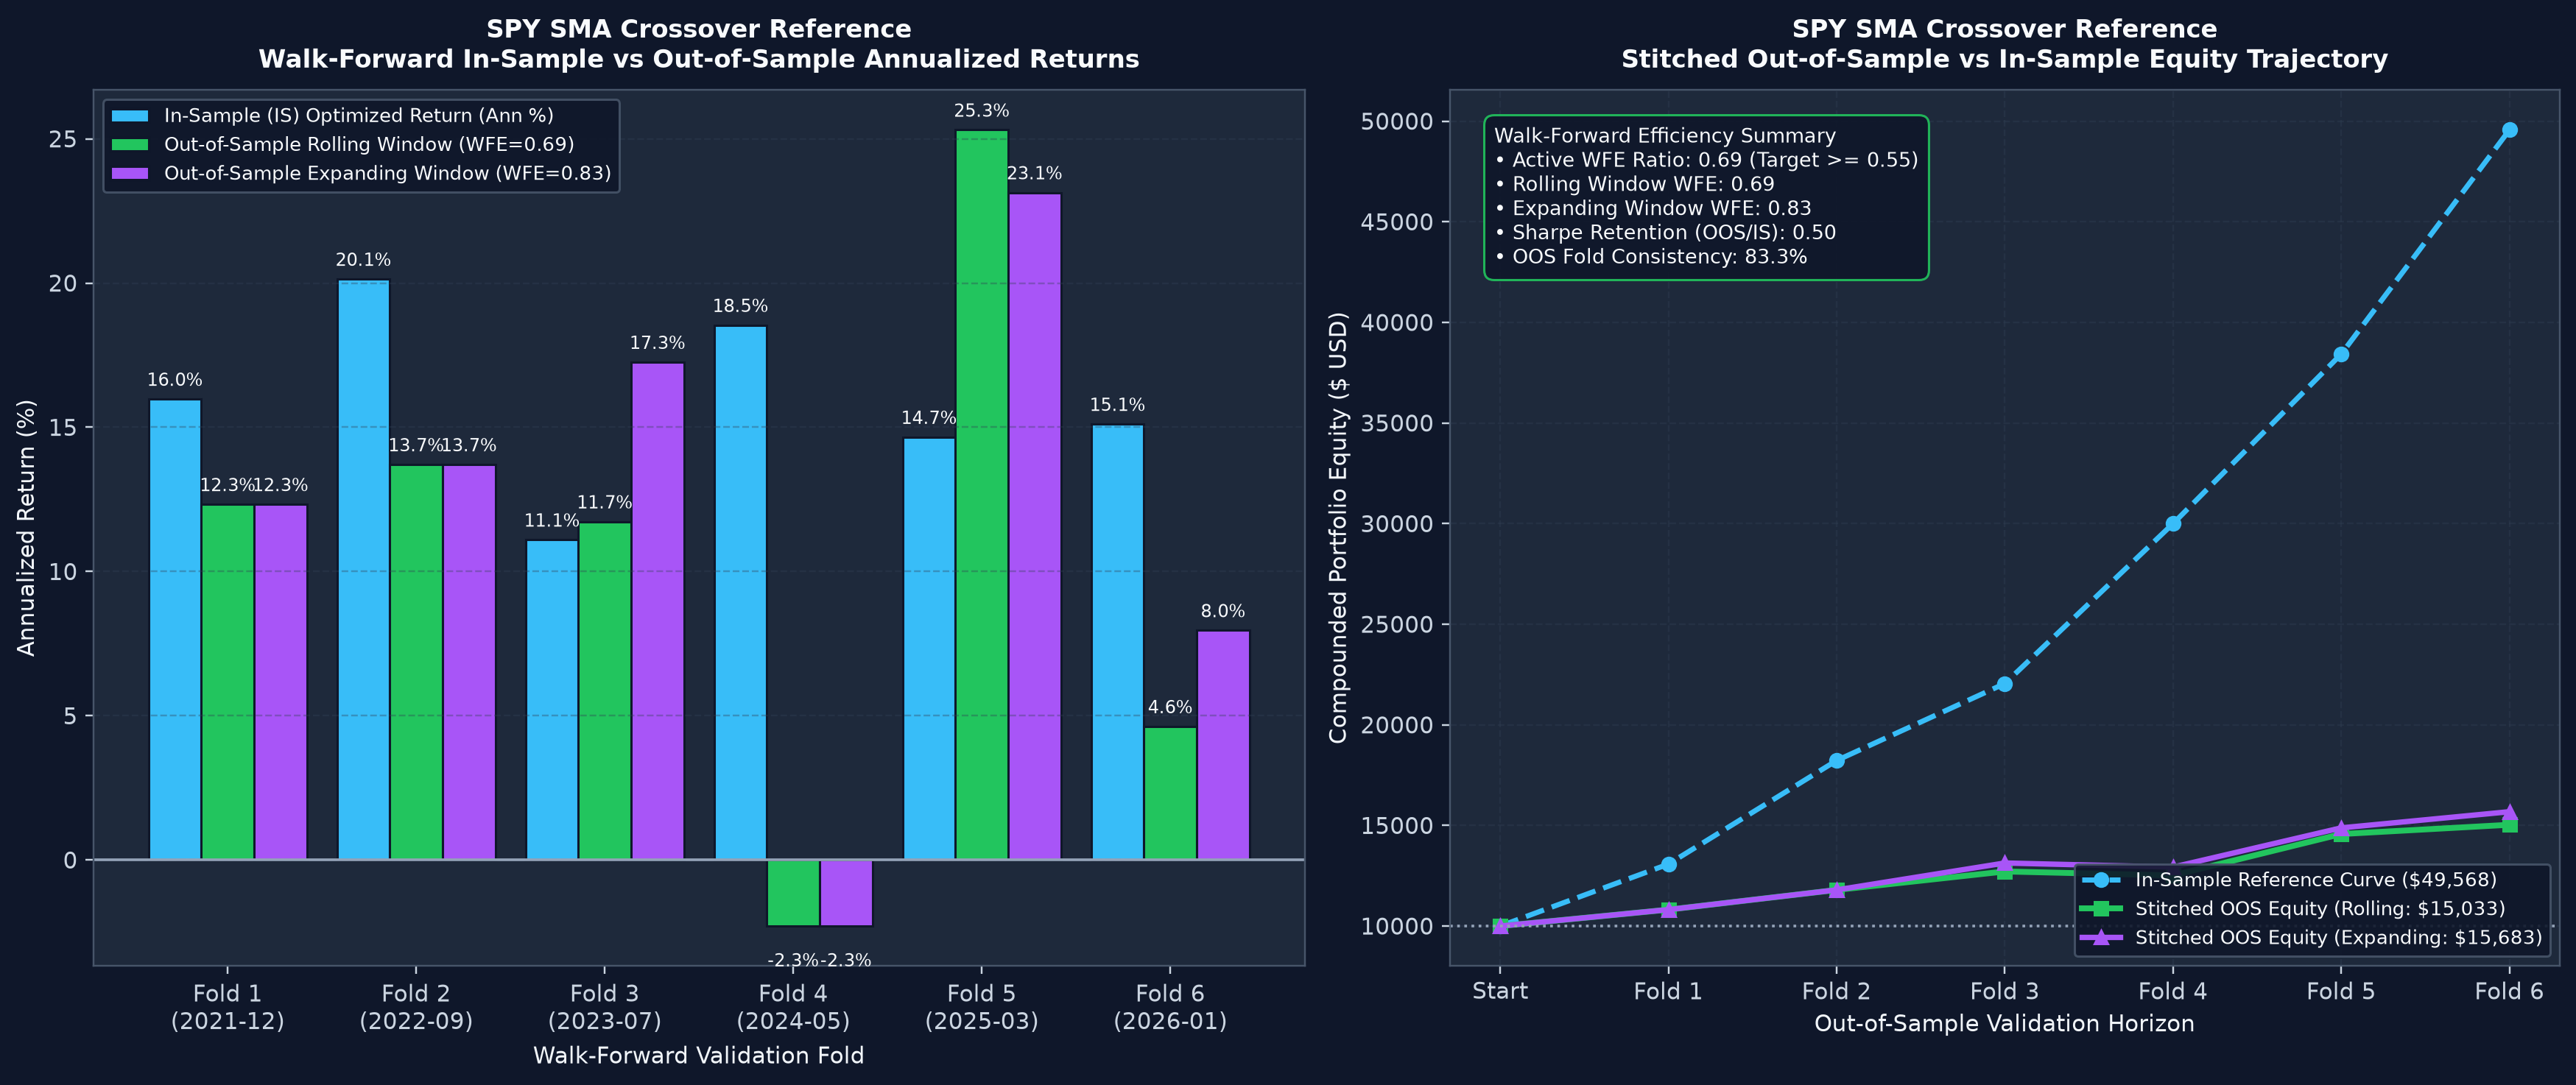 SPY SMA Crossover Reference
Walk-Forward In-Sample vs Out-of-Sample Annualized Returns
In-Sample (IS) Optimized Return (Ann %)
Out-of-Sample Rolling Window (WFE=0.69)
Out-of-Sample Expanding Window (WFE=0.83)
Annualized Return (%)
25
20
15
10
5
0
16.0%
12.3%
12.3%
20.1%
13.7%
13.7%
11.1%
11.7%
17.3%
18.5%
-2.3%
-2.3%
14.7%
25.3%
23.1%
15.1%
4.6%
8.0%
Fold 1
(2021-12)
Fold 2
(2022-09)
Fold 3
(2023-07)
Fold 4
(2024-05)
Fold 5
(2025-03)
Fold 6
(2026-01)
Walk-Forward Validation Fold
SPY SMA Crossover Reference
Stitched Out-of-Sample vs In-Sample Equity Trajectory
Walk-Forward Efficiency Summary
• Active WFE Ratio: 0.69 (Target >= 0.55)
• Rolling Window WFE: 0.69
• Expanding Window WFE: 0.83
• Sharpe Retention (OOS/IS): 0.50
• OOS Fold Consistency: 83.3%
Compounded Portfolio Equity ($ USD)
50000
45000
40000
35000
30000
25000
20000
15000
10000
In-Sample Reference Curve ($49,568)
Stitched OOS Equity (Rolling: $15,033)
Stitched OOS Equity (Expanding: $15,683)
Start
Fold 1
Fold 2
Fold 3
Fold 4
Fold 5
Fold 6
Out-of-Sample Validation Horizon